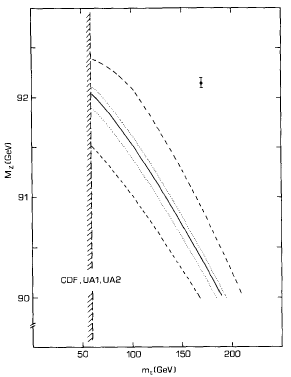 92
91
90
M_Z (GeV)
CDF, UA1, UA2
50
100
150
200
m_t (GeV)